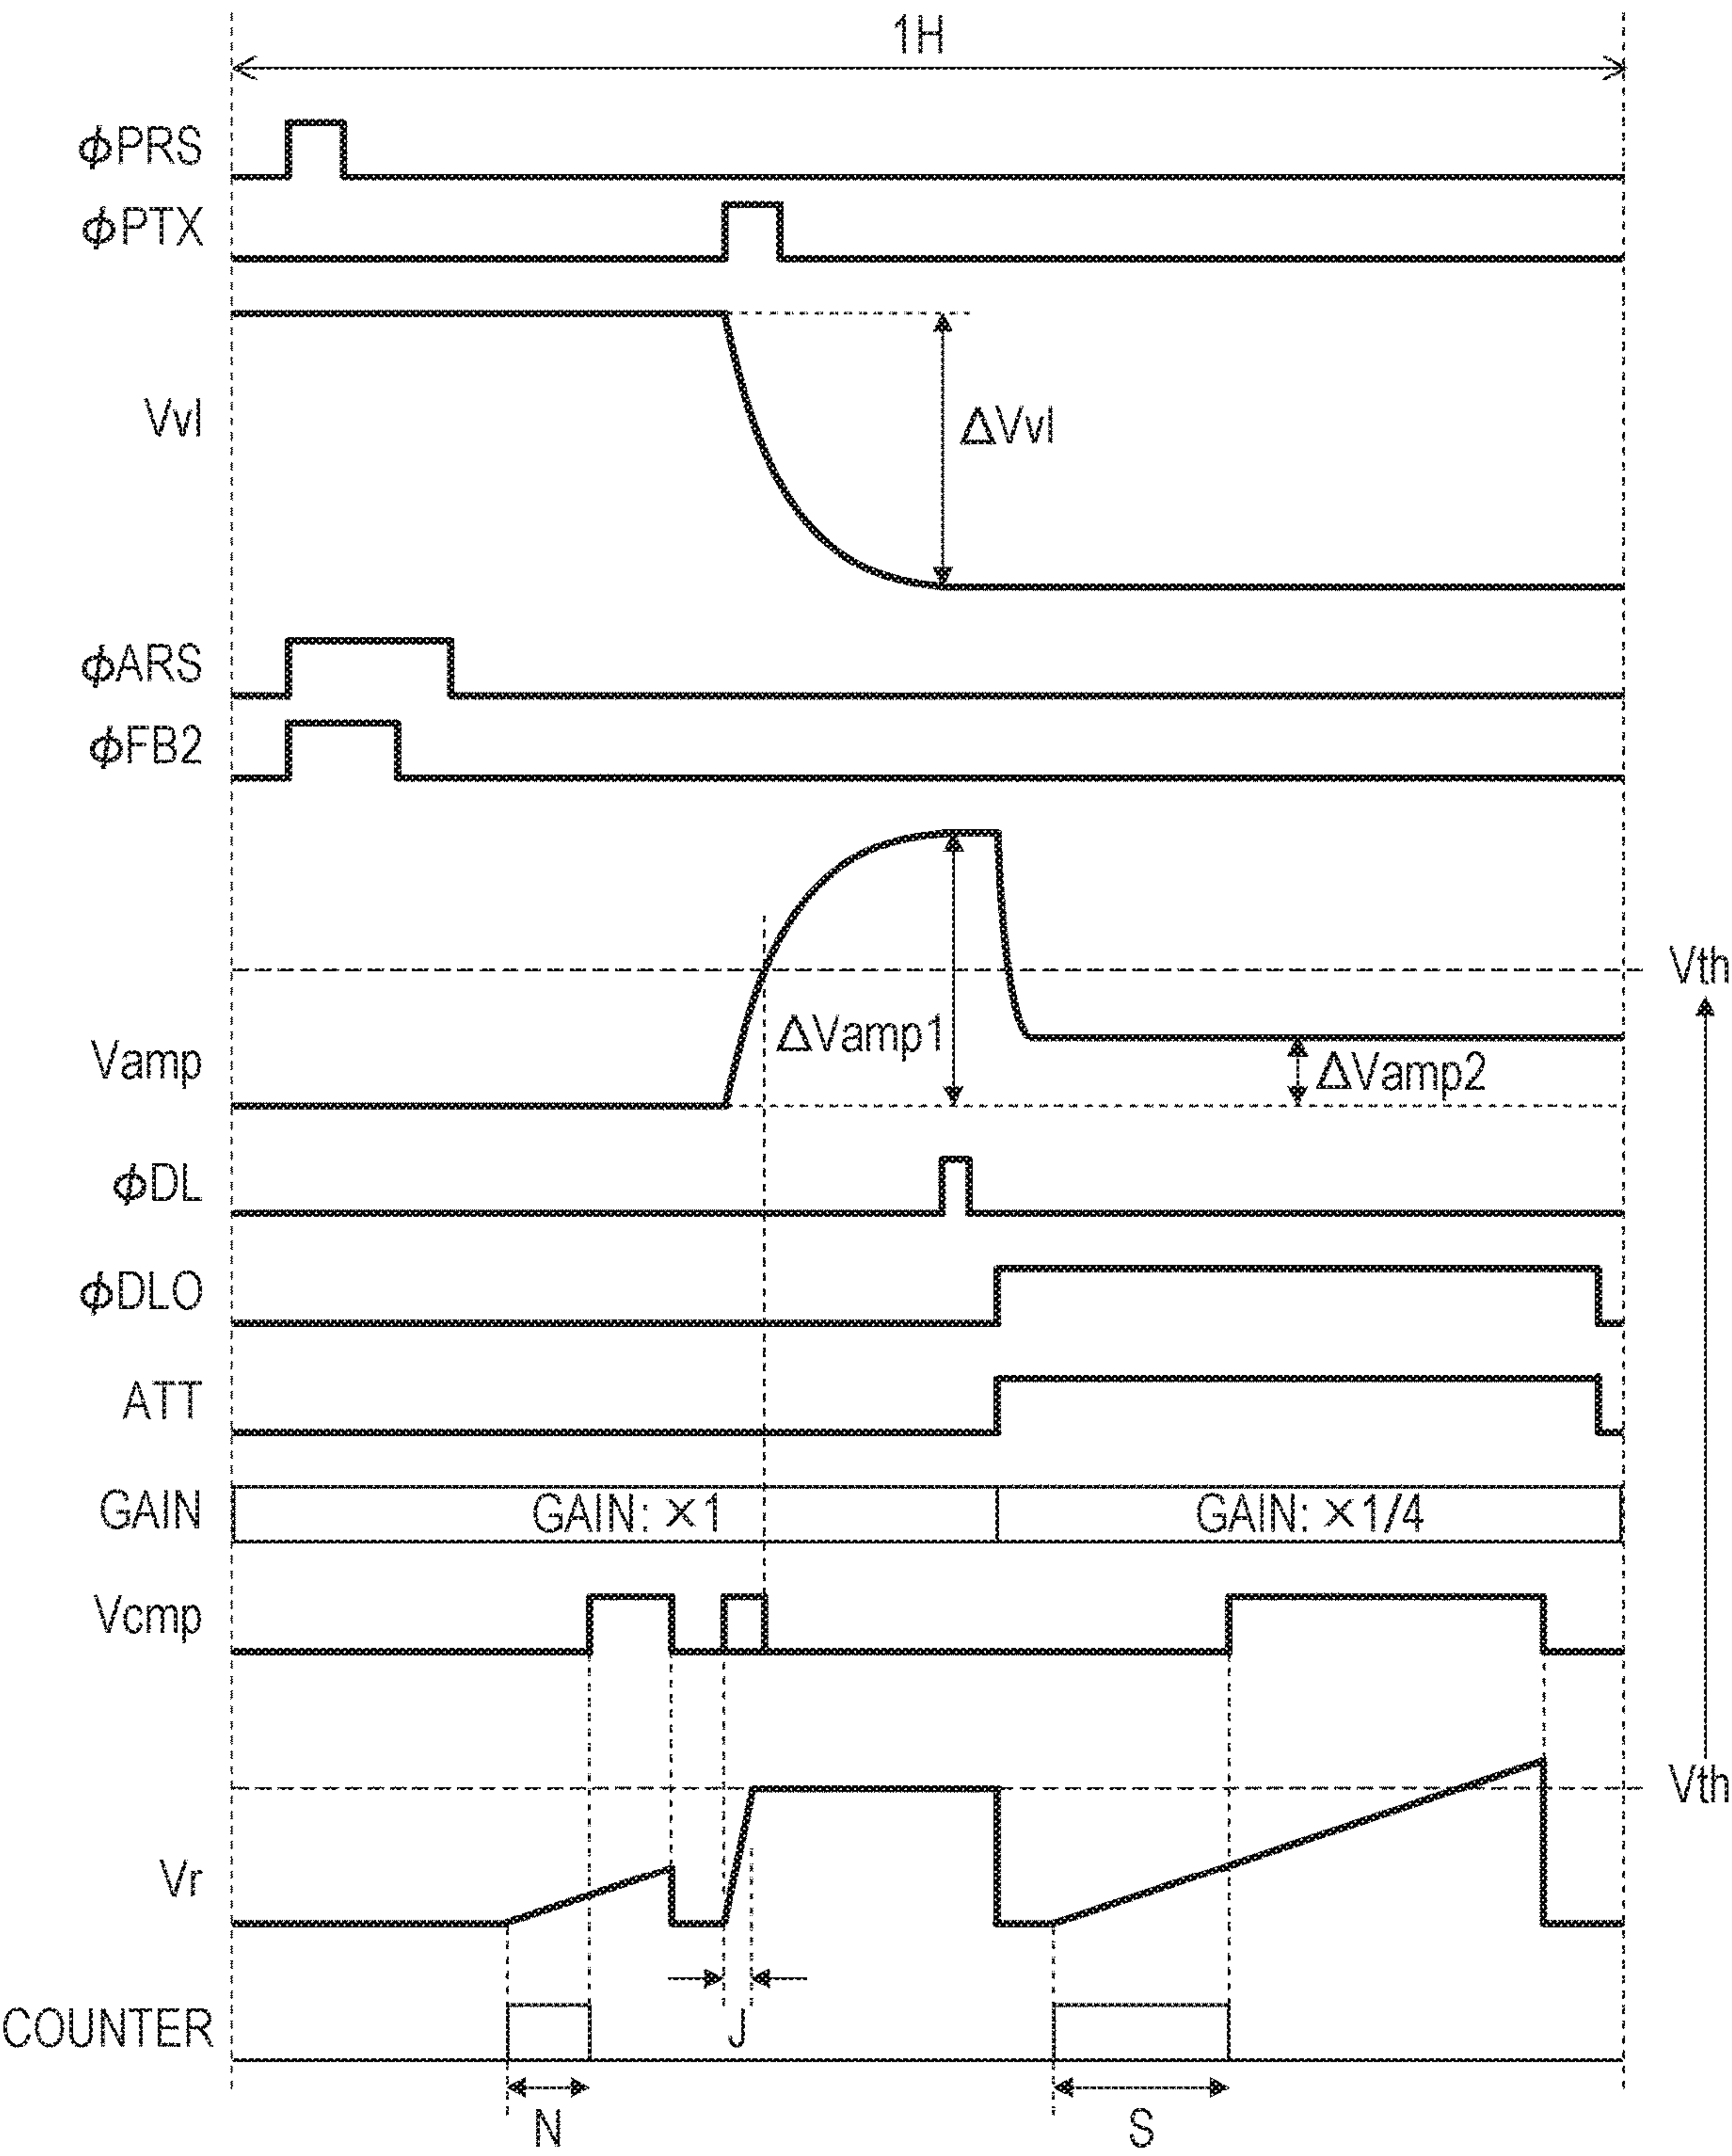 1H
ϕPRS
ϕPTX
Vvl
ΔVvl
ϕARS
ϕFB2
Vth
Vamp
ΔVamp1
ΔVamp2
ϕDL
ϕDLO
ATT
GAIN
GAIN: ×1
GAIN: ×1/4
Vcmp
Vth
Vr
J
COUNTER
N
S